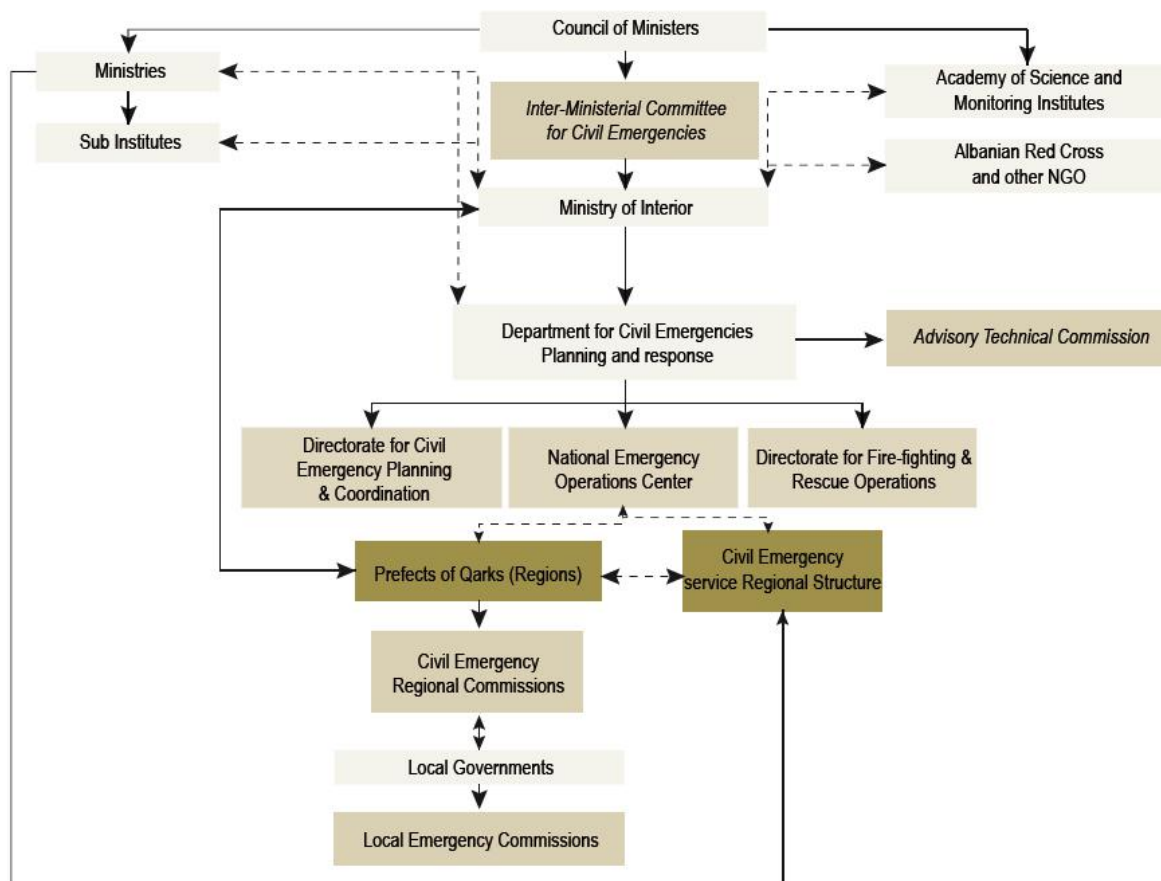 Council of Ministers
Ministries
Academy of Science and
Monitoring Institutes
Inter-Ministerial Committee
for Civil Emergencies
Sub Institutes
Albanian Red Cross
and other NGO
Ministry of Interior
Department for Civil Emergencies
Planning and response
Advisory Technical Commission
Directorate for Civil
Emergency Planning
& Coordination
National Emergency
Operations Center
Directorate for Fire-fighting &
Rescue Operations
Prefects of Qarks (Regions)
Civil Emergency
service Regional Structure
Civil Emergency
Regional Commissions
Local Governments
Local Emergency Commissions